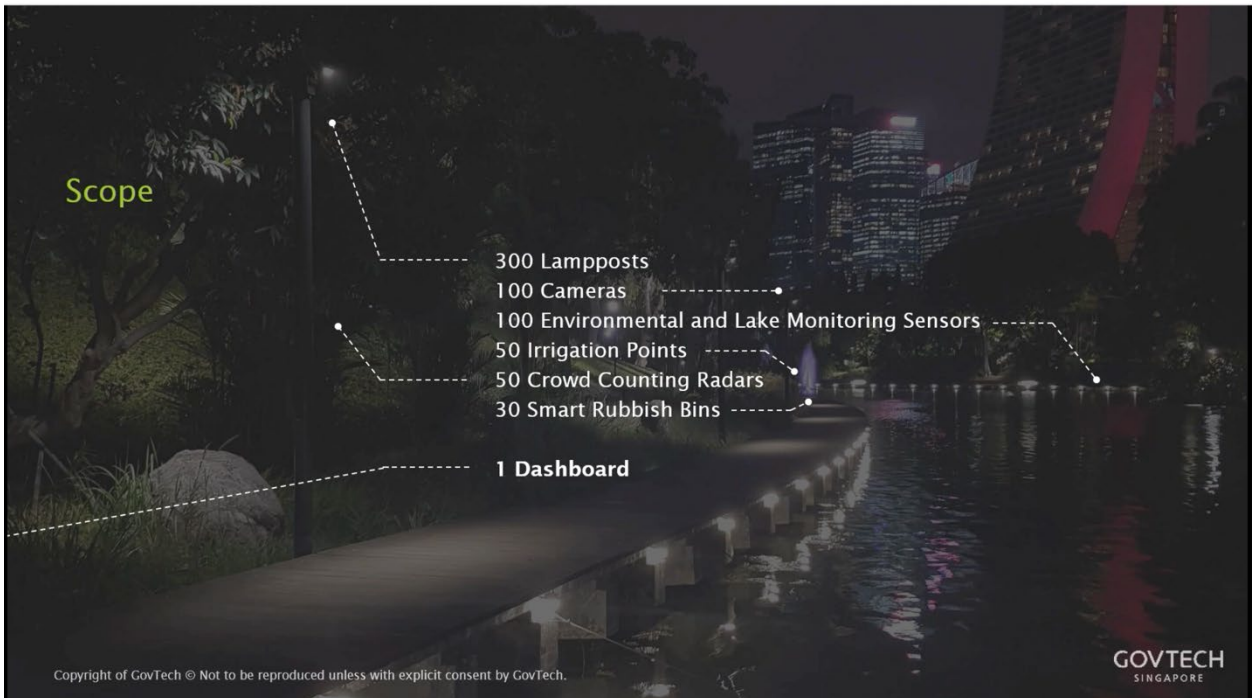 Scope
300 Lampposts
100 Cameras
100 Environmental and Lake Monitoring Sensors
50 Irrigation Points
50 Crowd Counting Radars
30 Smart Rubbish Bins
1 Dashboard
Copyright of GovTech © Not to be reproduced unless with explicit consent by GovTech.
GOVTECH
SINGAPORE